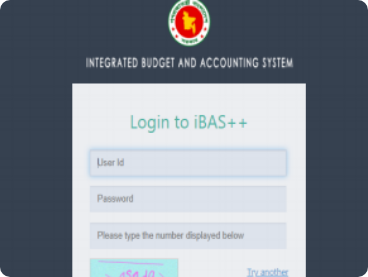 INTEGRATED BUDGET AND ACCOUNTING SYSTEM
Login to iBAS++
User Id
Password
Please type the number displayed below
Try another